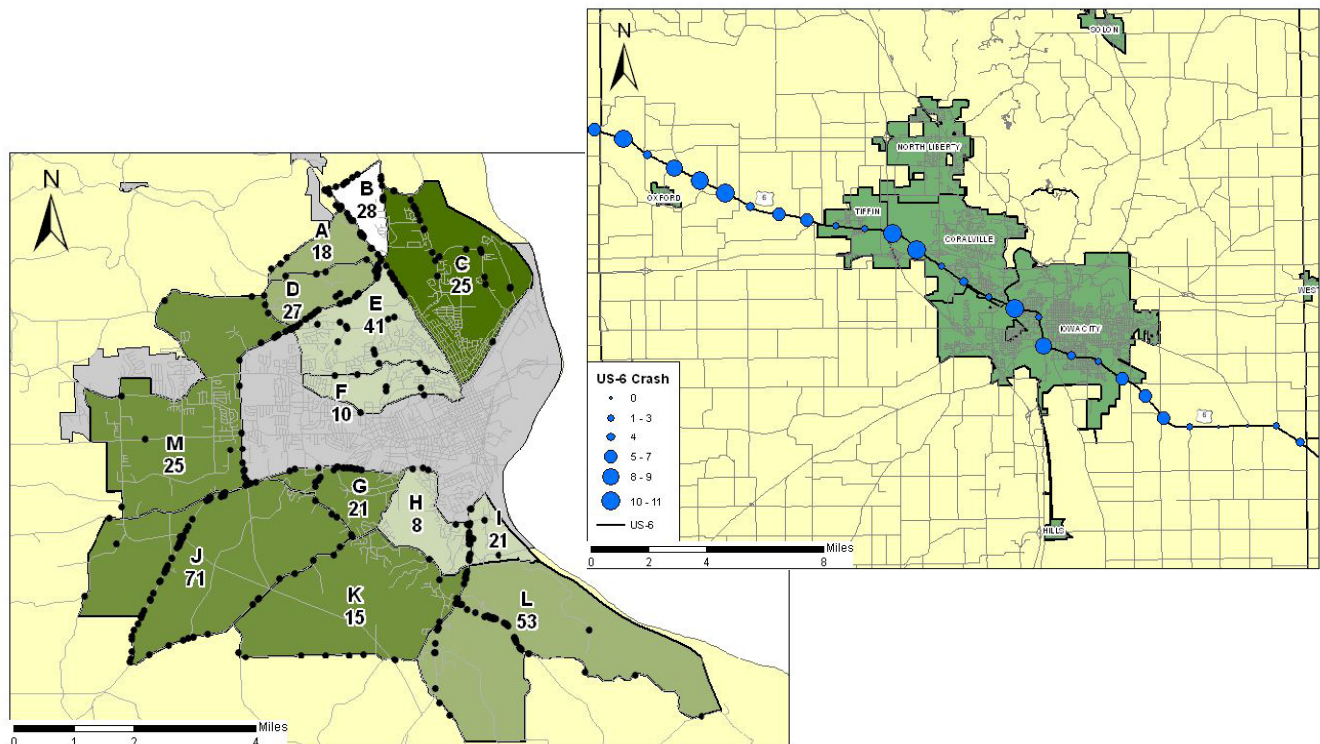 N
B
28
A
18
C
25
D
27
E
41
F
10
M
25
G
21
H
8
I
21
J
71
K
15
L
53
0 1 2 4 Miles
N
SOLON
NORTH LIBERTY
OXFORD
6
TIFFIN
CORALVILLE
WEST
IOWA CITY
6
HILLS
US-6 Crash
0
1 - 3
4
5 - 7
8 - 9
10 - 11
US-6
0 2 4 8 Miles